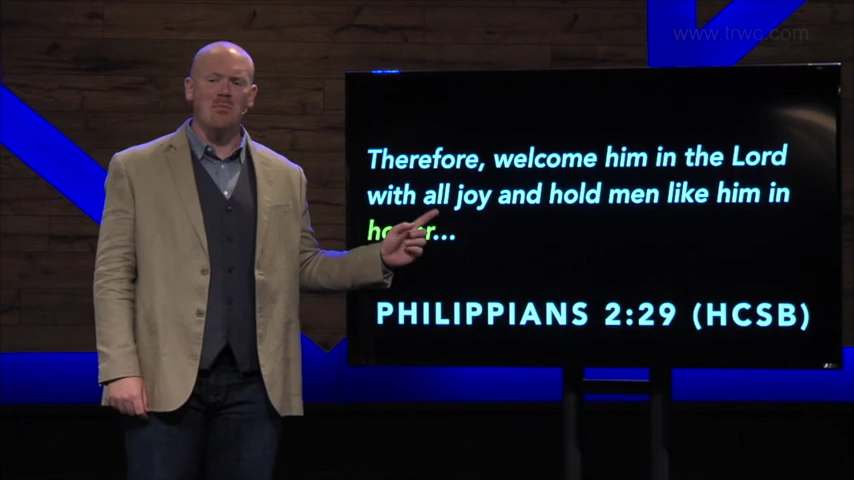 www.trwc.com
Therefore, welcome him in the Lord
with all joy and hold men like him in
PHILIPPIANS 2:29 (HCSB)